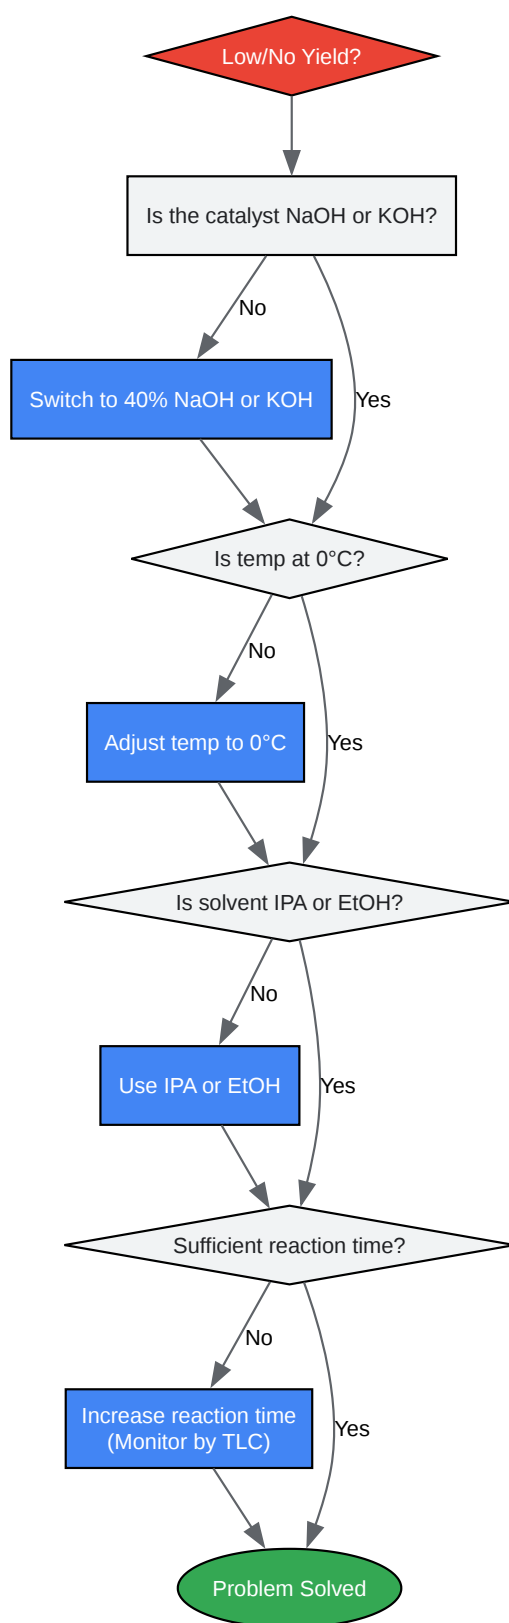 Low/No Yield?
Is the catalyst NaOH or KOH?
No
Switch to 40% NaOH or KOH
Yes
Is temp at 0°C?
No
Adjust temp to 0°C
Yes
Is solvent IPA or EtOH?
No
Use IPA or EtOH
Yes
Sufficient reaction time?
No
Increase reaction time
(Monitor by TLC)
Yes
Problem Solved